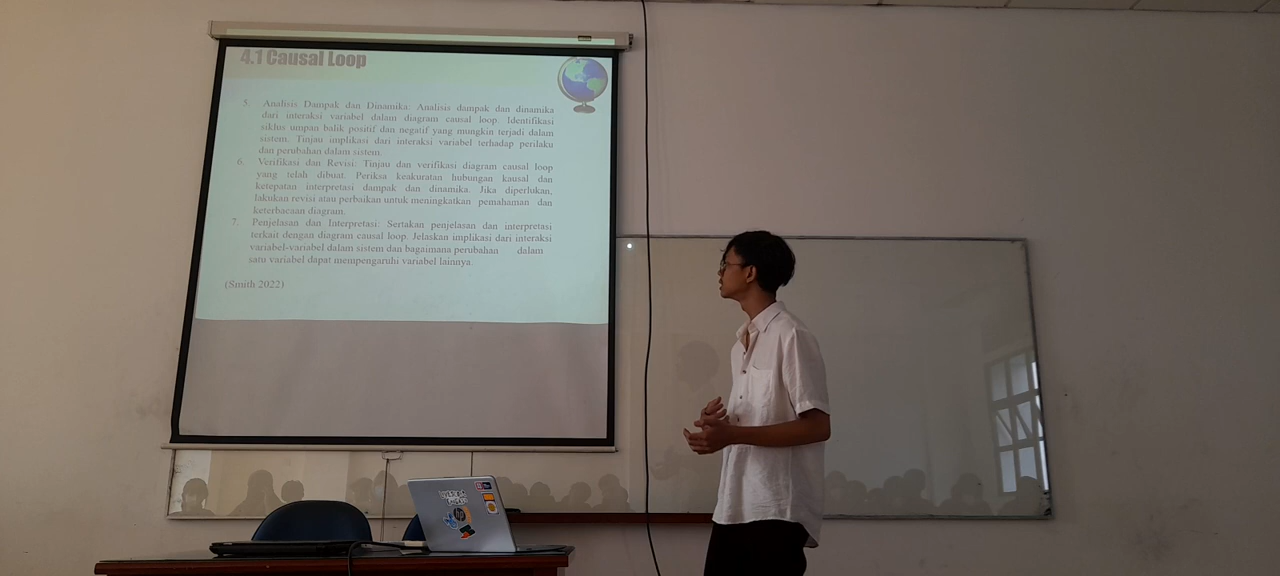 4.1 Causal Loop
5. Analisis Dampak dan Dinamika: Analisis dampak dan dinamika
dari interaksi variabel dalam diagram causal loop. Identifikasi
siklus umpan balik positif dan negatif yang mungkin terjadi dalam
sistem. Tinjau implikasi dari interaksi variabel terhadap perilaku
dan perubahan dalam sistem.
6. Verifikasi dan Revisi: Tinjau dan verifikasi diagram causal loop
yang telah dibuat. Periksa keakuratan hubungan kausal dan
ketepatan interpretasi dampak dan dinamika. Jika diperlukan,
lakukan revisi atau perbaikan untuk meningkatkan pemahaman dan
keterbacaan diagram.
7. Penjelasan dan Interpretasi: Sertakan penjelasan dan interpretasi
terkait dengan diagram causal loop. Jelaskan implikasi dari interaksi
variabel-variabel dalam sistem dan bagaimana perubahan dalam
satu variabel dapat mempengaruhi variabel lainnya.
(Smith 2022)
hp